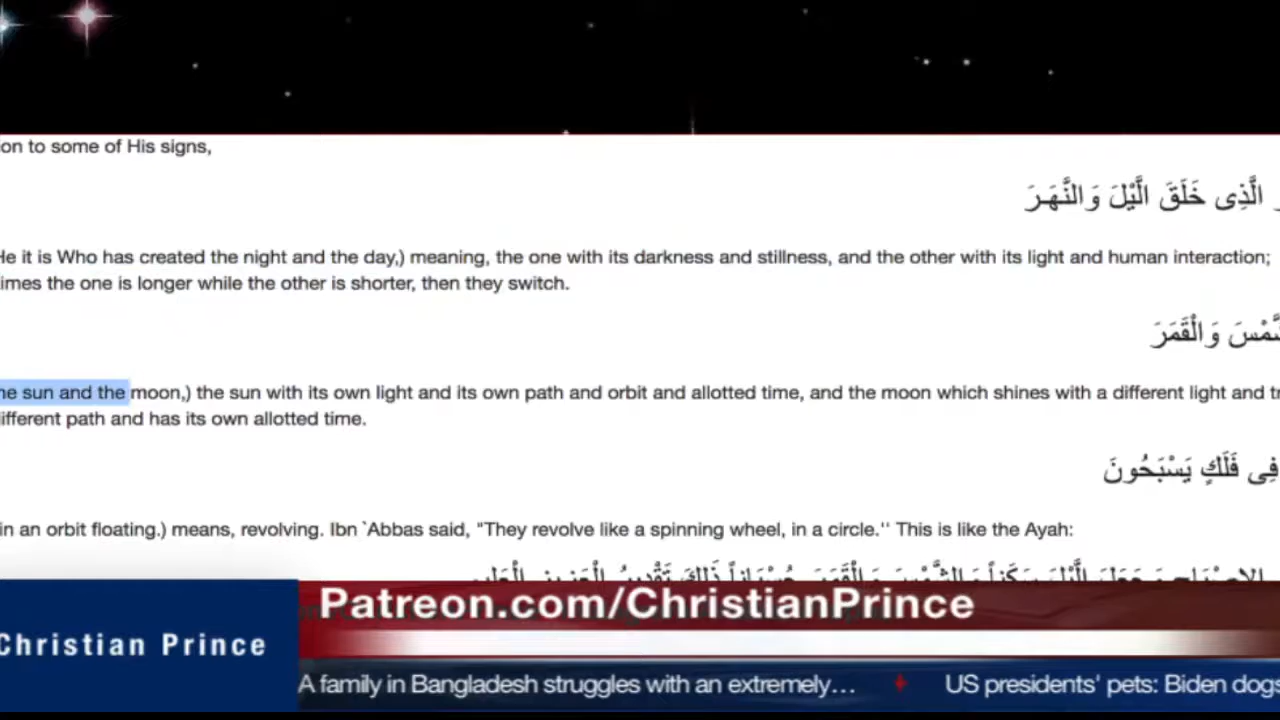 on to some of His signs,
الَّذِى خَلَقَ الَّيْلَ وَالنَّهَـرَ
He it is Who has created the night and the day,) meaning, the one with its darkness and stillness, and the other with its light and human interaction;
imes the one is longer while the other is shorter, then they switch.
وَالْقَمَرَ
he sun and the moon,) the sun with its own light and its own path and orbit and allotted time, and the moon which shines with a different light and
ifferent path and has its own allotted time.
فِى فَلَكٍ يَسْبَحُونَ
in an orbit floating.) means, revolving. Ibn `Abbas said, "They revolve like a spinning wheel, in a circle.'' This is like the Ayah:
Patreon.com/ChristianPrince
Christian Prince
A family in Bangladesh struggles with an extremely… US presidents' pets: Biden dogs